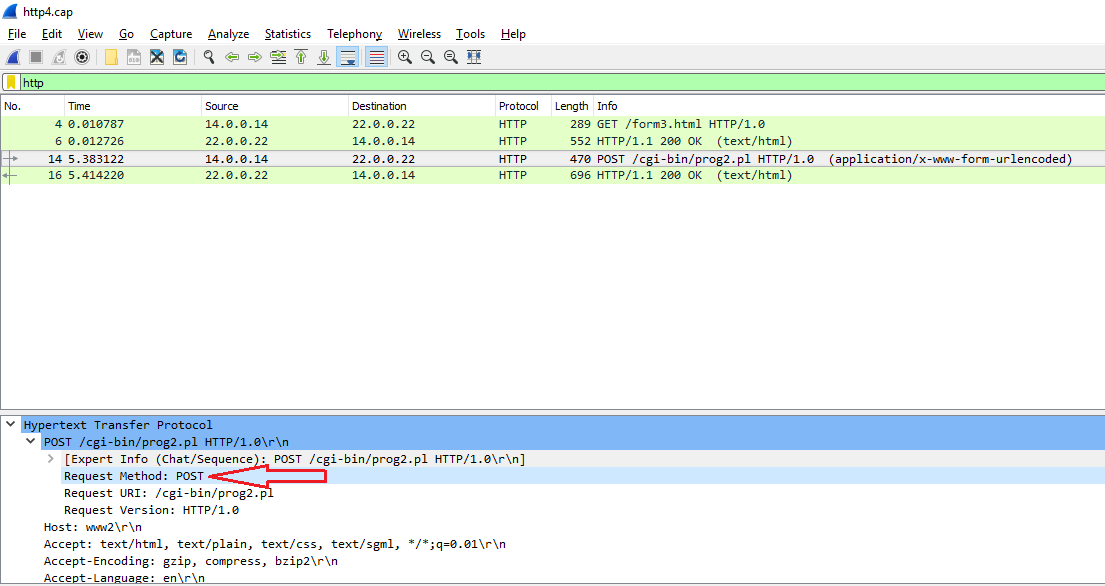 http4.cap
File Edit View Go Capture Analyze Statistics Telephony Wireless Tools Help
http
No. Time Source Destination Protocol Length Info
4 0.010787 14.0.0.14 22.0.0.22 HTTP 289 GET /form3.html HTTP/1.0
6 0.012726 22.0.0.22 14.0.0.14 HTTP 552 HTTP/1.1 200 OK (text/html)
14 5.383122 14.0.0.14 22.0.0.22 HTTP 470 POST /cgi-bin/prog2.pl HTTP/1.0 (application/x-www-form-urlencoded)
16 5.414220 22.0.0.22 14.0.0.14 HTTP 696 HTTP/1.1 200 OK (text/html)
Hypertext Transfer Protocol
POST /cgi-bin/prog2.pl HTTP/1.0\r\n
[Expert Info (Chat/Sequence): POST /cgi-bin/prog2.pl HTTP/1.0\r\n]
Request Method: POST
Request URI: /cgi-bin/prog2.pl
Request Version: HTTP/1.0
Host: www2\r\n
Accept: text/html, text/plain, text/css, text/sgml, */*;q=0.01\r\n
Accept-Encoding: gzip, compress, bzip2\r\n
Accept-Language: en\r\n